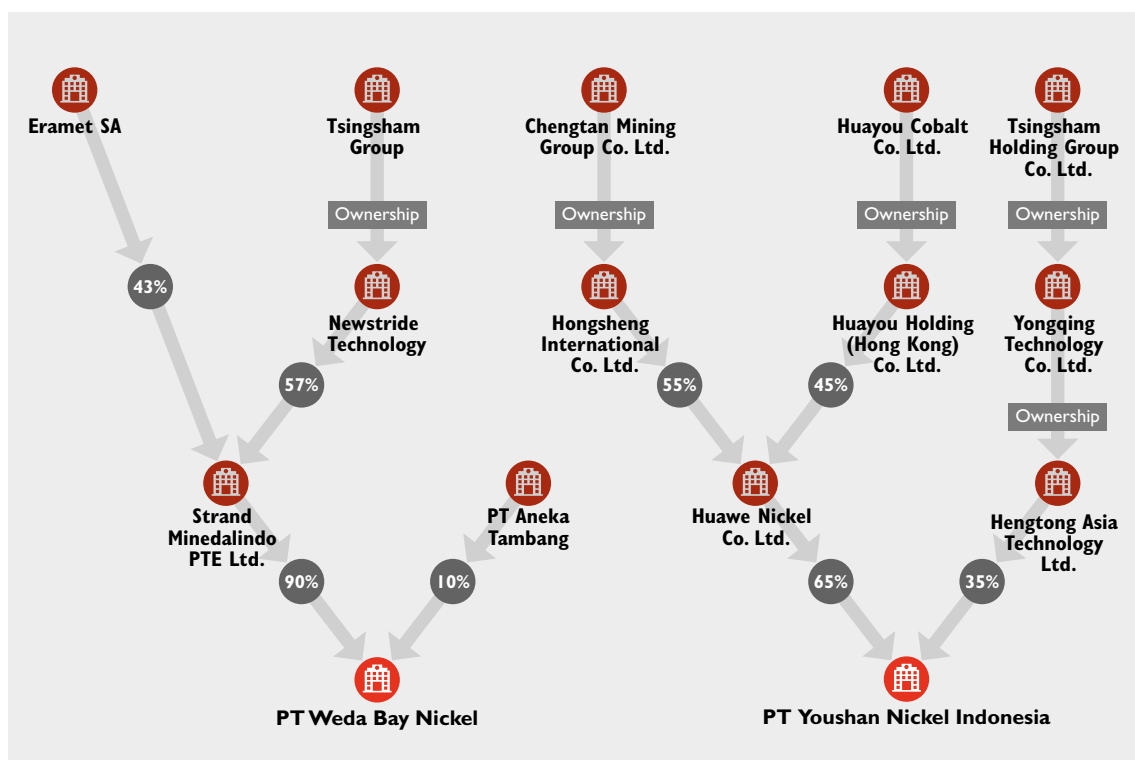 Eramet SA
Tsingsham
Group
Chengtan Mining
Group Co. Ltd.
Huayou Cobalt
Co. Ltd.
Tsingsham
Holding Group
Co. Ltd.
Ownership
Ownership
Ownership
Ownership
43%
Newstride
Technology
Hongsheng
International
Co. Ltd.
Huayou Holding
(Hong Kong)
Co. Ltd.
Yongqing
Technology
Co. Ltd.
57%
55%
45%
Ownership
Strand
Minedalindo
PTE Ltd.
PT Aneka
Tambang
Huawe Nickel
Co. Ltd.
Hengtong Asia
Technology
Ltd.
90%
10%
65%
35%
PT Weda Bay Nickel
PT Youshan Nickel Indonesia